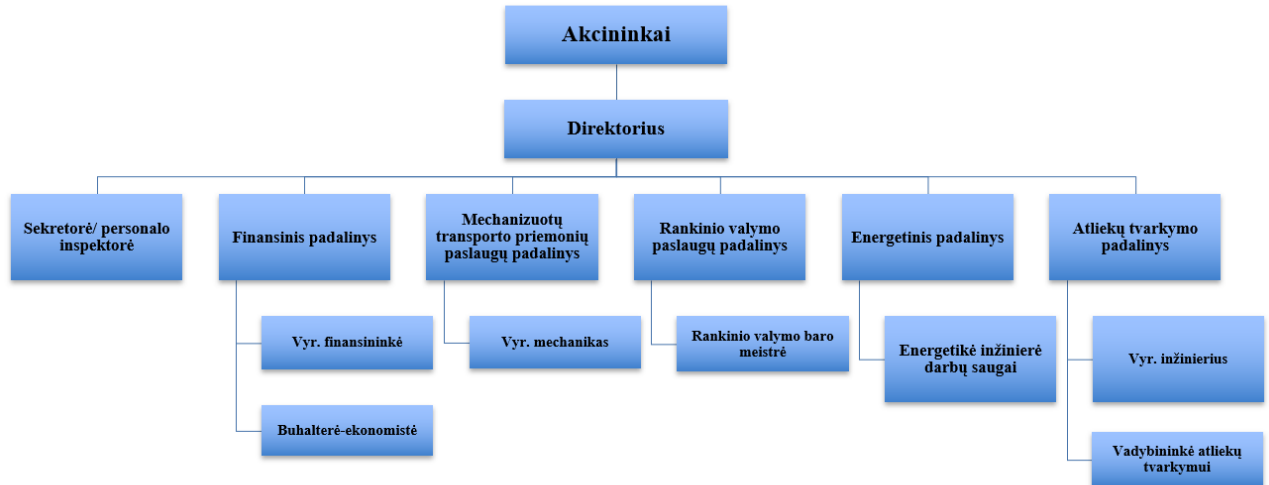 Akcininkai
Direktorius
Sekretorė/ personalo
inspektorė
Finansinis padalinys
Mechanizuotų
transporto priemonių
paslaugų padalinys
Rankinio valymo
paslaugų padalinys
Energetinis padalinys
Atliekų tvarkymo
padalinys
Vyr. finansininkė
Buhalterė-ekonomistė
Vyr. mechanikas
Rankinio valymo baro
meistrė
Energetikė inžinierė
darbų saugai
Vyr. inžinierius
Vadybininkė atliekų
tvarkymui